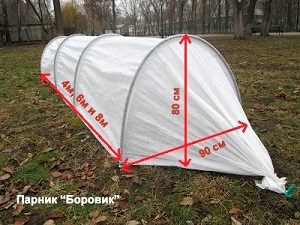 80 см
4м, 6м и 8м
90 см
Парник “Боровик”